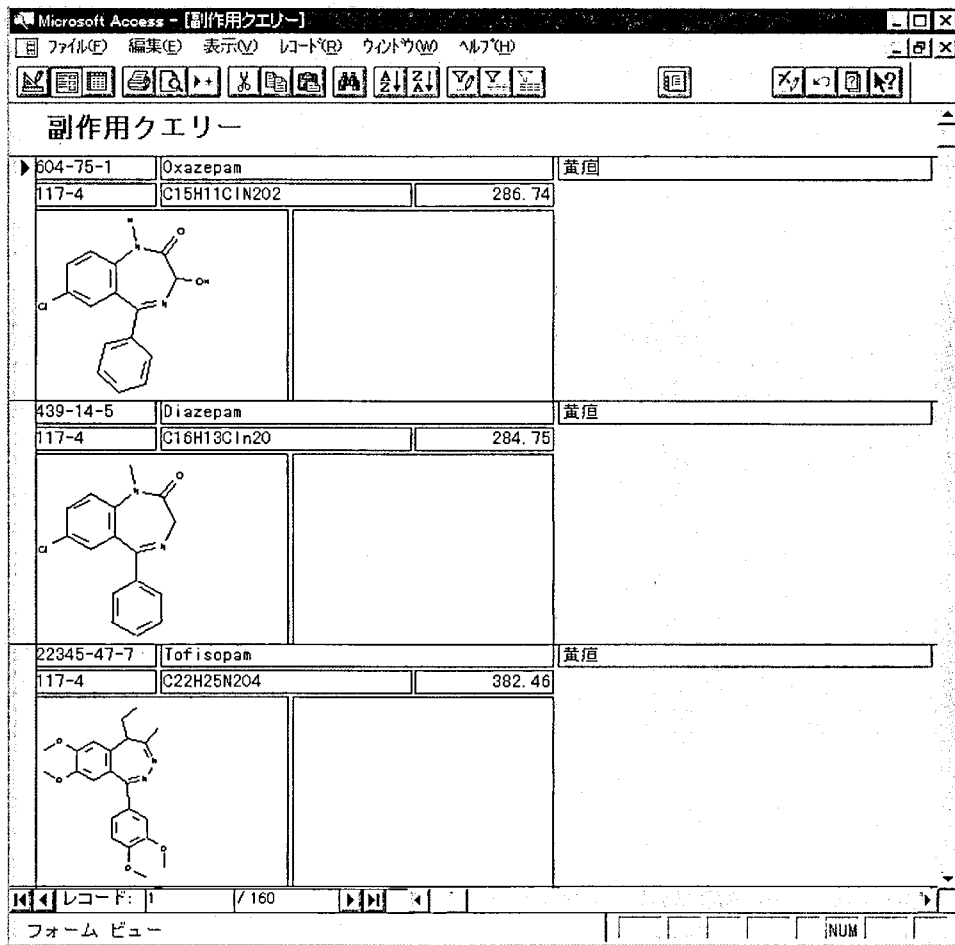 Microsoft Access - [副作用クエリー]
ファイル(F) 編集(E) 表示(V) レコード(R) ウィンドウ(W) ヘルプ(H)
副作用クエリー
604-75-1 Oxazepam 黄疸
117-4 C15H11ClN2O2 286.74
H
N
O
OH
N
Cl
439-14-5 Diazepam 黄疸
117-4 C16H13Cln2O 284.75
N
O
N
Cl
22345-47-7 Tofisopam 黄疸
117-4 C22H25N2O4 382.46
O
O
N
N
O
O
レコード: 1 / 160
フォーム ビュー NUM